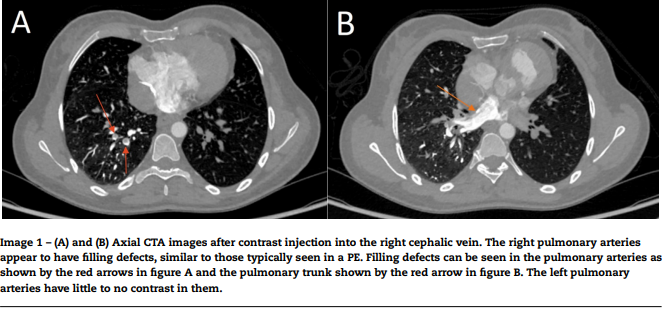 A
B
Image 1 – (A) and (B) Axial CTA images after contrast injection into the right cephalic vein. The right pulmonary arteries
appear to have filling defects, similar to those typically seen in a PE. Filling defects can be seen in the pulmonary arteries as
shown by the red arrows in figure A and the pulmonary trunk shown by the red arrow in figure B. The left pulmonary
arteries have little to no contrast in them.